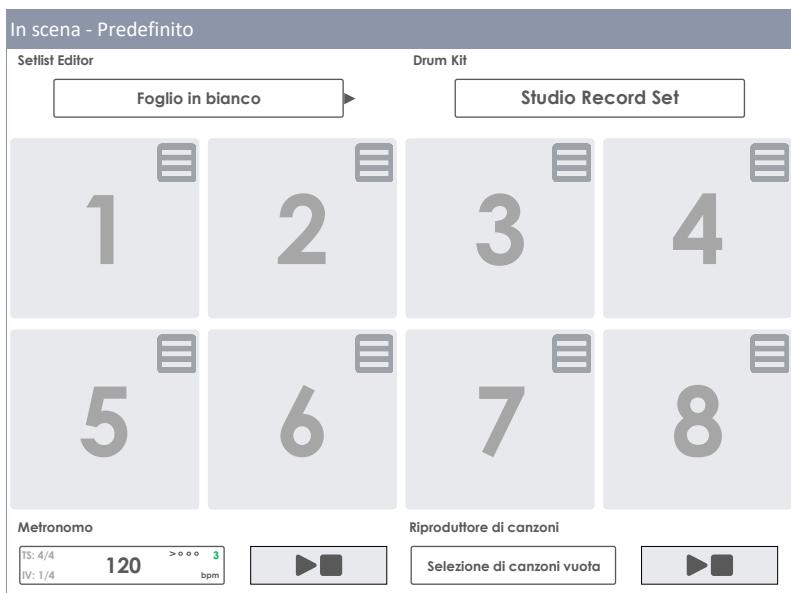 In scena - Predefinito
Setlist Editor
Drum Kit
Foglio in bianco
Studio Record Set
1
2
3
4
5
6
7
8
Metronomo
Riproduttore di canzoni
TS: 4/4
IV: 1/4
120
>ooo 3
bpm
Selezione di canzoni vuota